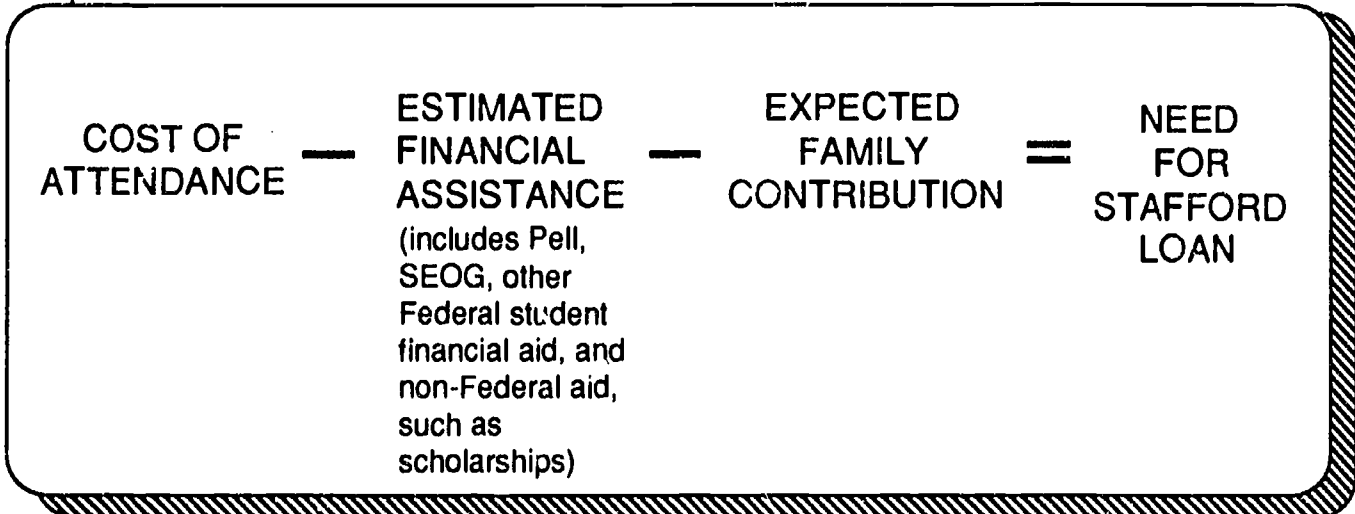 COST OF
ATTENDANCE
—
ESTIMATED
FINANCIAL
ASSISTANCE
(includes Pell,
SEOG, other
Federal student
financial aid, and
non-Federal aid,
such as
scholarships)
—
EXPECTED
FAMILY
CONTRIBUTION
=
NEED
FOR
STAFFORD
LOAN